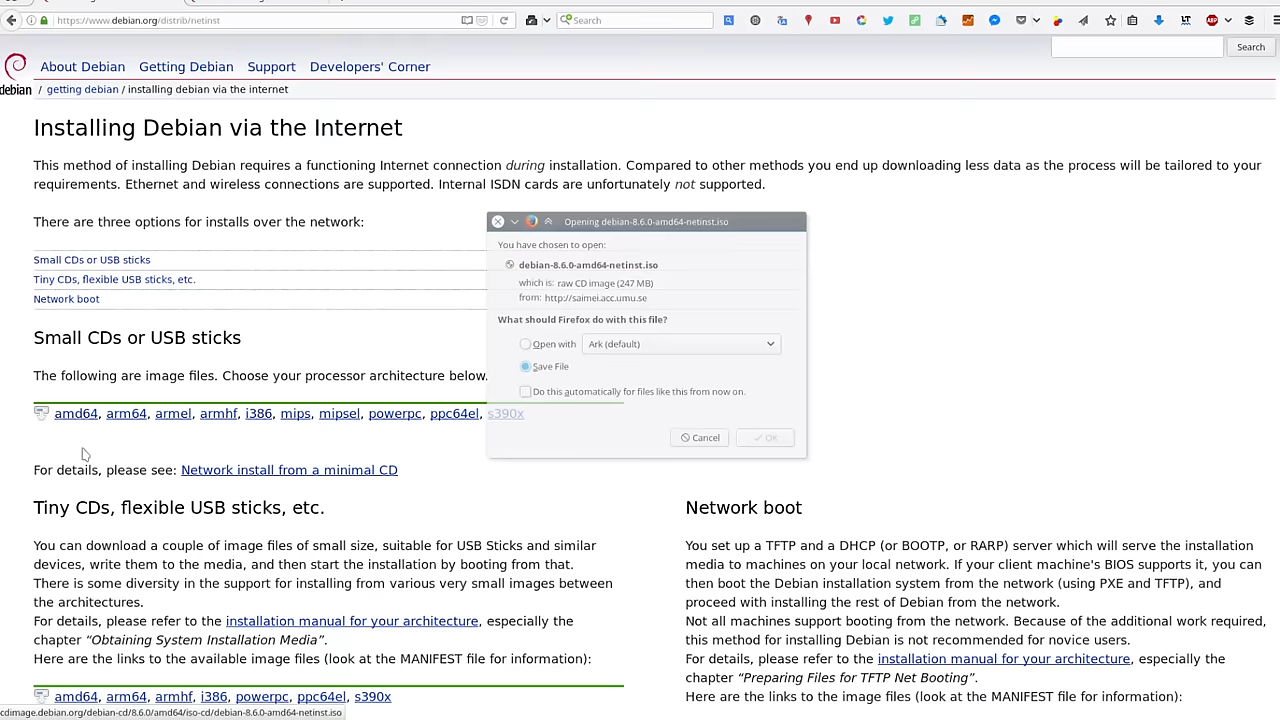 https://www.debian.org/distrib/netinst
Search
Search
debian
About Debian
Getting Debian
Support
Developers' Corner
/ getting debian / installing debian via the internet
Installing Debian via the Internet
This method of installing Debian requires a functioning Internet connection during installation. Compared to other methods you end up downloading less data as the process will be tailored to your
requirements. Ethernet and wireless connections are supported. Internal ISDN cards are unfortunately not supported.
There are three options for installs over the network:
Small CDs or USB sticks
Tiny CDs, flexible USB sticks, etc.
Network boot
Opening debian-8.6.0-amd64-netinst.iso
You have chosen to open:
debian-8.6.0-amd64-netinst.iso
which is: raw CD image (247 MB)
from: http://saimei.acc.umu.se
What should Firefox do with this file?
Open with
Ark (default)
Save File
Do this automatically for files like this from now on.
Cancel
OK
Small CDs or USB sticks
The following are image files. Choose your processor architecture below.
amd64, arm64, armel, armhf, i386, mips, mipsel, powerpc, ppc64el, s390x
For details, please see: Network install from a minimal CD
Tiny CDs, flexible USB sticks, etc.
You can download a couple of image files of small size, suitable for USB Sticks and similar
devices, write them to the media, and then start the installation by booting from that.
There is some diversity in the support for installing from various very small images between
the architectures.
For details, please refer to the installation manual for your architecture, especially the
chapter “Obtaining System Installation Media”.
Here are the links to the available image files (look at the MANIFEST file for information):
amd64, arm64, armhf, i386, powerpc, ppc64el, s390x
Network boot
You set up a TFTP and a DHCP (or BOOTP, or RARP) server which will serve the installation
media to machines on your local network. If your client machine's BIOS supports it, you can
then boot the Debian installation system from the network (using PXE and TFTP), and
proceed with installing the rest of Debian from the network.
Not all machines support booting from the network. Because of the additional work required,
this method for installing Debian is not recommended for novice users.
For details, please refer to the installation manual for your architecture, especially the
chapter “Preparing Files for TFTP Net Booting”.
Here are the links to the image files (look at the MANIFEST file for information):
cdimage.debian.org/debian-cd/8.6.0/amd64/iso-cd/debian-8.6.0-amd64-netinst.iso